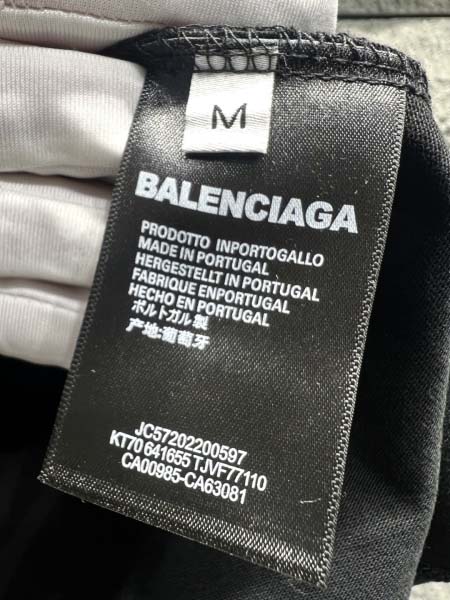 M
BALENCIAGA
PRODOTTO INPORTOGALLO
MADE IN PORTUGAL
HERGESTELLT IN PORTUGAL
FABRIQUE ENPORTUGAL
HECHO EN PORTUGAL
ポルトガル製
产地:葡萄牙
JC57202200597
KT70 641655 TJVF77110
CA00985-CA63081